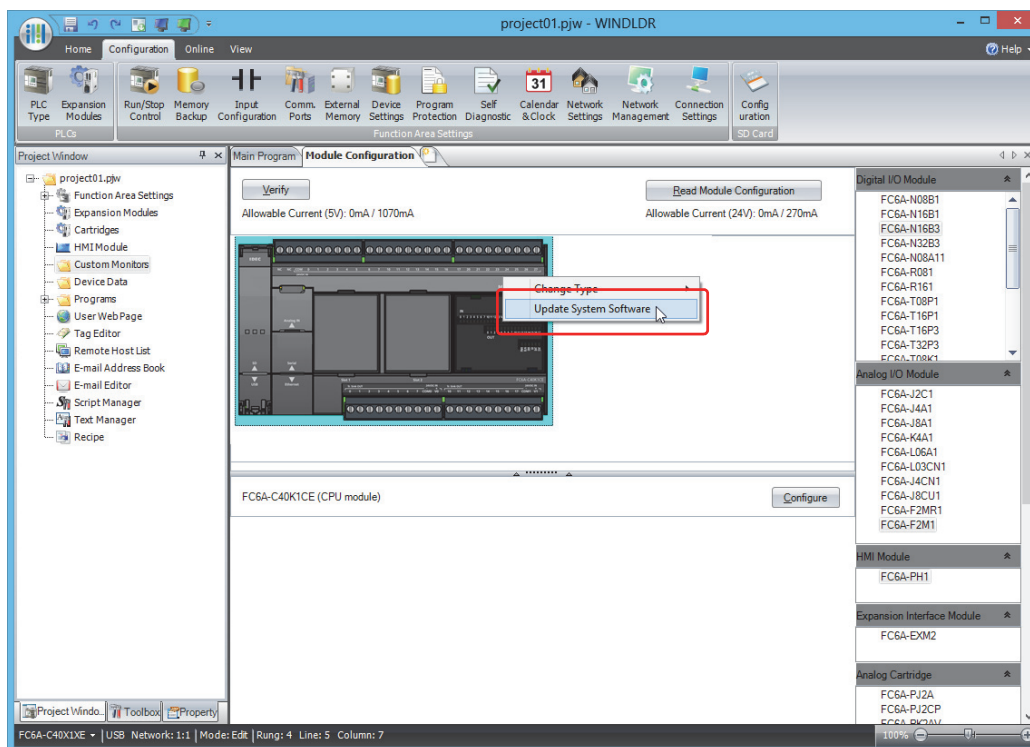 project01.pjw - WINDLDR
Home Configuration Online View Help
PLC Type
Expansion Modules
Run/Stop Control
Memory Backup
Input Configuration
Comm. Ports
External Memory
Device Settings
Program Protection
Self Diagnostic
31
Calendar & Clock
Network Settings
Network Management
Connection Settings
Config uration
PLCs
Function Area Settings
SD Card
Project Window
project01.pjw
Function Area Settings
Expansion Modules
Cartridges
HMI Module
Custom Monitors
Device Data
Programs
User Web Page
Tag Editor
Remote Host List
E-mail Address Book
E-mail Editor
Script Manager
Text Manager
Recipe
Project Windo...
Toolbox
Property
Main Program
Module Configuration
Verify
Read Module Configuration
Allowable Current (5V): 0mA / 1070mA
Allowable Current (24V): 0mA / 270mA
Change Type
Update System Software
FC6A-C40K1CE (CPU module)
Configure
Digital I/O Module
FC6A-N08B1
FC6A-N16B1
FC6A-N16B3
FC6A-N32B3
FC6A-N08A11
FC6A-R081
FC6A-R161
FC6A-T08P1
FC6A-T16P1
FC6A-T16P3
FC6A-T32P3
FC6A-T08K1
Analog I/O Module
FC6A-J2C1
FC6A-J4A1
FC6A-J8A1
FC6A-K4A1
FC6A-L06A1
FC6A-L03CN1
FC6A-J4CN1
FC6A-J8CU1
FC6A-F2MR1
FC6A-F2M1
HMI Module
FC6A-PH1
Expansion Interface Module
FC6A-EXM2
Analog Cartridge
FC6A-PJ2A
FC6A-PJ2CP
FC6A-PK2AV
FC6A-C40X1XE
USB Network: 1:1
Mode: Edit
Rung: 4 Line: 5 Column: 7
100%